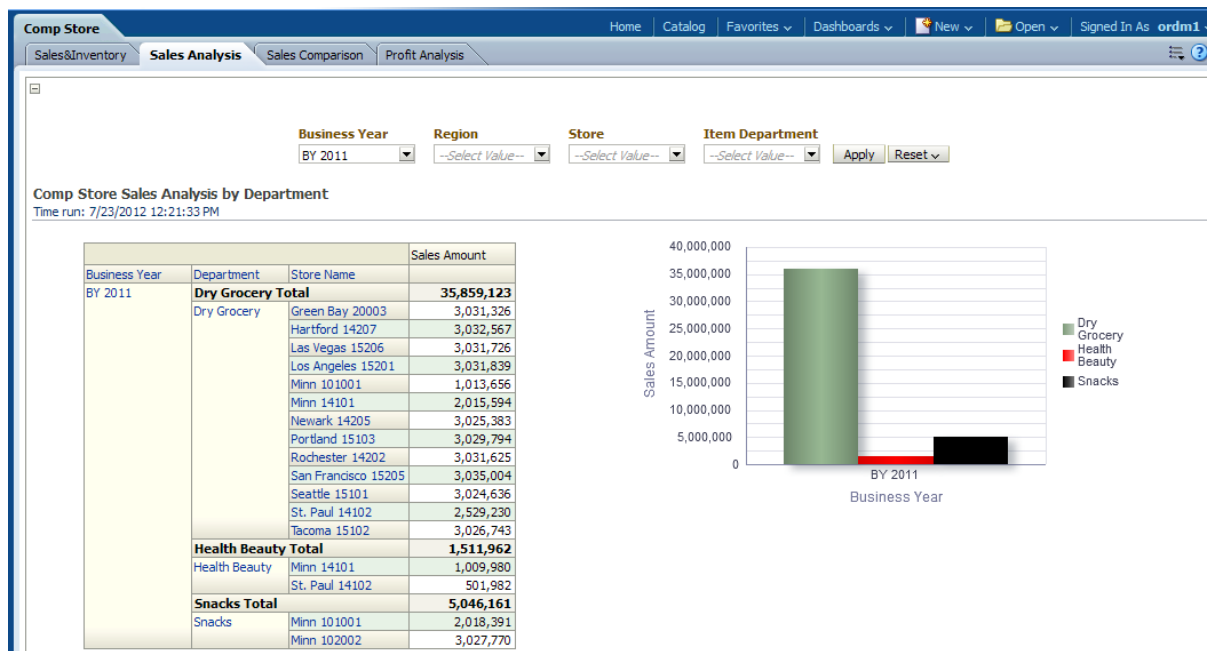 Comp Store Home Catalog Favorites Dashboards New Open Signed In As ordm1
Sales&Inventory Sales Analysis Sales Comparison Profit Analysis
Business Year Region Store Item Department
BY 2011 --Select Value-- --Select Value-- --Select Value-- Apply Reset
Comp Store Sales Analysis by Department
Time run: 7/23/2012 12:21:33 PM
Sales Amount
Business Year Department Store Name
BY 2011 Dry Grocery Total 35,859,123
Dry Grocery Green Bay 20003 3,031,326
Hartford 14207 3,032,567
Las Vegas 15206 3,031,726
Los Angeles 15201 3,031,839
Minn 101001 1,013,656
Minn 14101 2,015,594
Newark 14205 3,025,383
Portland 15103 3,029,794
Rochester 14202 3,031,625
San Francisco 15205 3,035,004
Seattle 15101 3,024,636
St. Paul 14102 2,529,230
Tacoma 15102 3,026,743
Health Beauty Total 1,511,962
Health Beauty Minn 14101 1,009,980
St. Paul 14102 501,982
Snacks Total 5,046,161
Snacks Minn 101001 2,018,391
Minn 102002 3,027,770
40,000,000
35,000,000
30,000,000
25,000,000
20,000,000
15,000,000
10,000,000
5,000,000
0
Sales Amount
BY 2011
Business Year
Dry
Grocery
Health
Beauty
Snacks